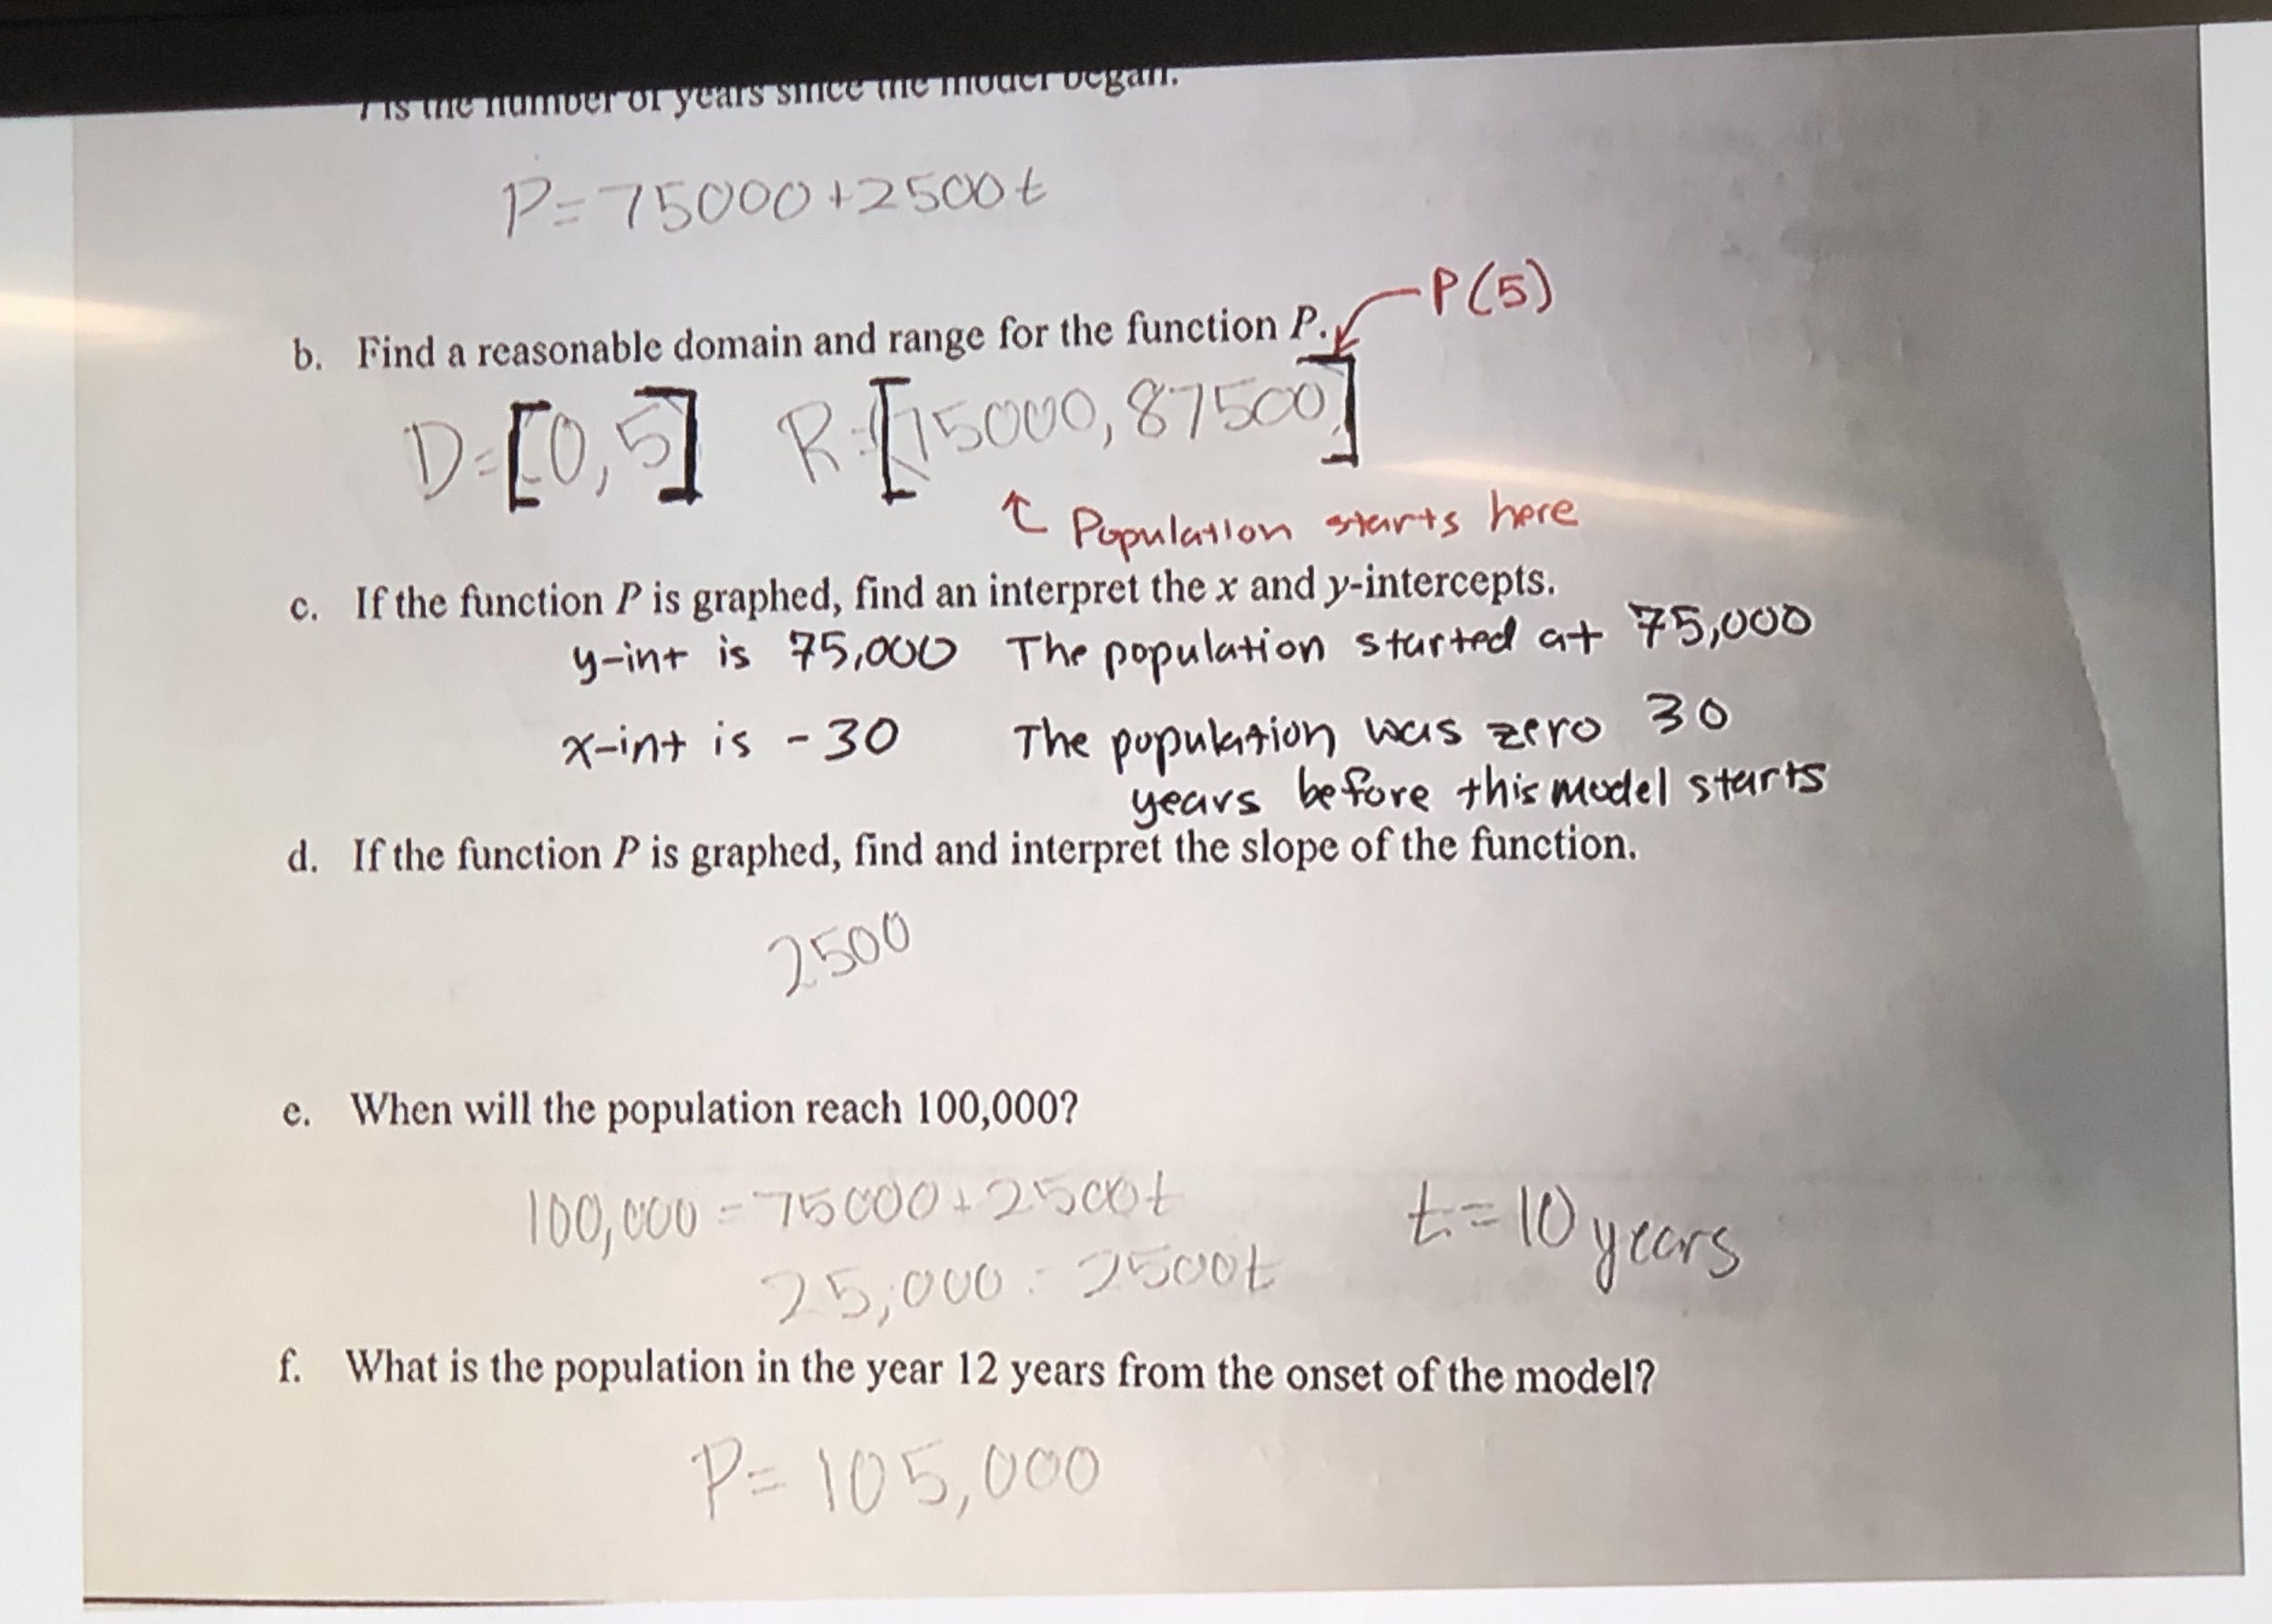 t is the number of years since the model began.
P=75000+2500t
P(5)
b. Find a reasonable domain and range for the function P.
D=[0,5] R=[75000, 87500]
Population starts here
c. If the function P is graphed, find an interpret the x and y-intercepts.
y-int is 75,000 The population started at 75,000
x-int is -30 The population was zero 30
years before this model starts
d. If the function P is graphed, find and interpret the slope of the function.
2500
e. When will the population reach 100,000?
100,000 = 75000+2500t t=10 years
25,000 = 2500t
f. What is the population in the year 12 years from the onset of the model?
P= 105,000